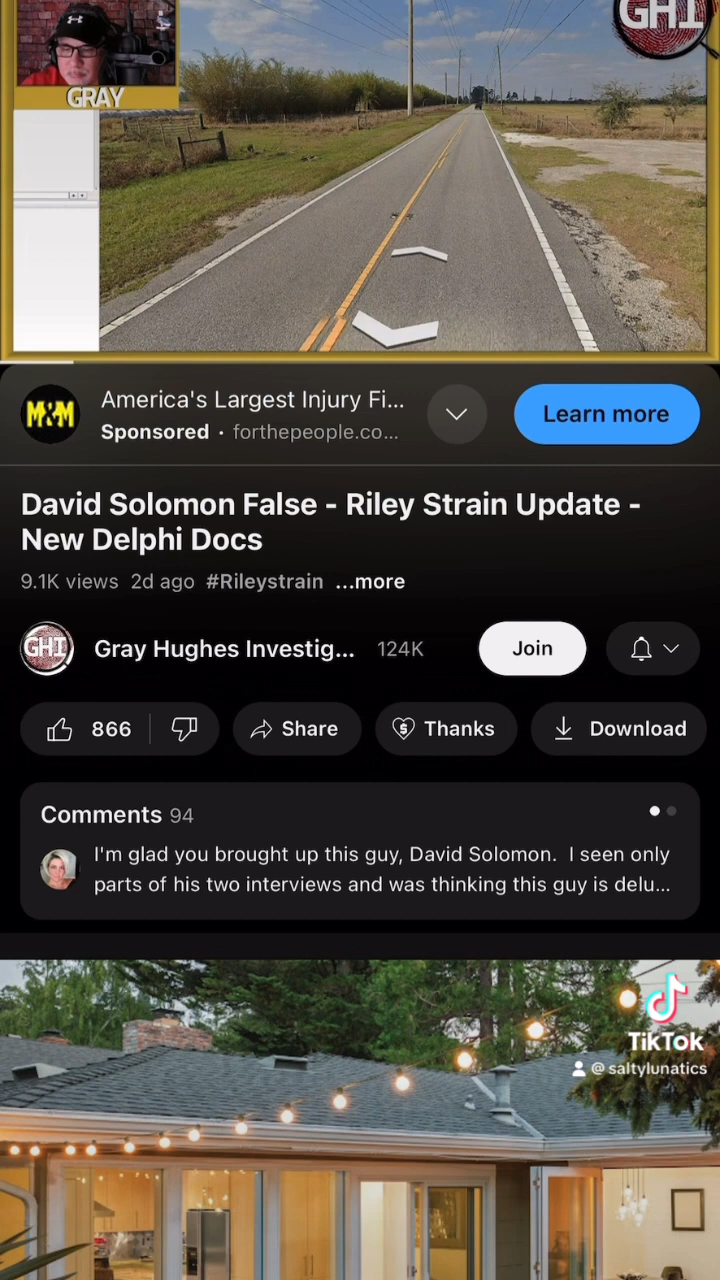 GHI
GRAY
M&M
America's Largest Injury Fi...
Sponsored · forthepeople.co...
Learn more
David Solomon False - Riley Strain Update -
New Delphi Docs
9.1K views 2d ago #Rileystrain ...more
GHI
Gray Hughes Investig... 124K
Join
866
Share
Thanks
Download
Comments 94
I'm glad you brought up this guy, David Solomon. I seen only
parts of his two interviews and was thinking this guy is delu...
TikTok
@saltylunatics